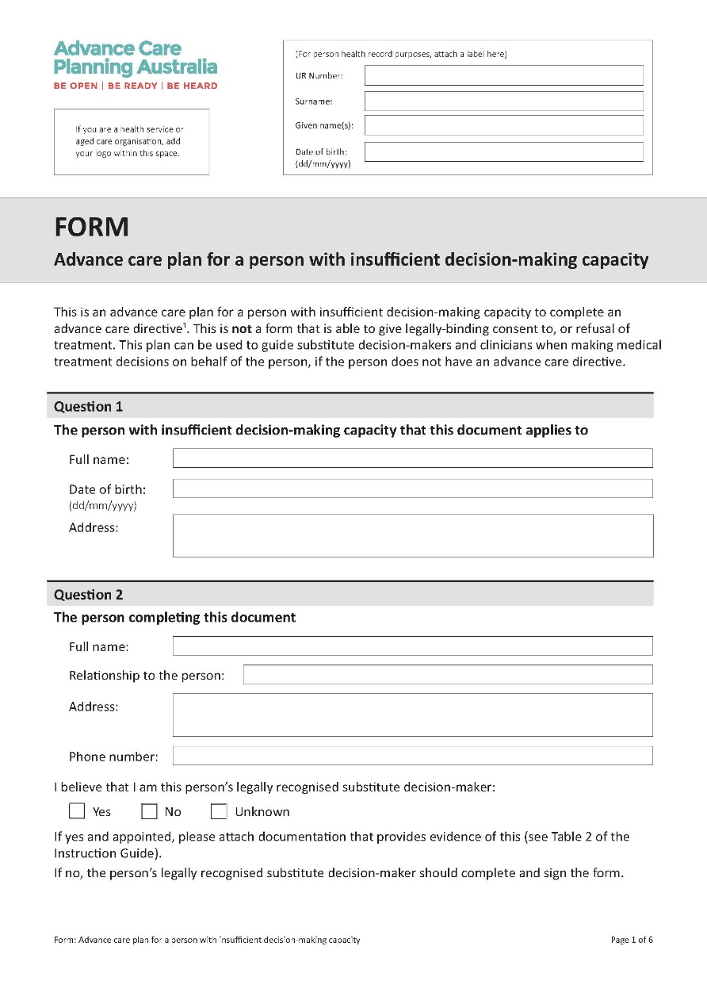 Advance Care
Planning Australia
BE OPEN | BE READY | BE HEARD
If you are a health service or
aged care organisation, add
your logo within this space.
(For person health record purposes, attach a label here)
UR Number:
Surname:
Given name(s):
Date of birth:
(dd/mm/yyyy)
FORM
Advance care plan for a person with insufficient decision-making capacity
This is an advance care plan for a person with insufficient decision-making capacity to complete an
advance care directive¹. This is not a form that is able to give legally-binding consent to, or refusal of
treatment. This plan can be used to guide substitute decision-makers and clinicians when making medical
treatment decisions on behalf of the person, if the person does not have an advance care directive.
Question 1
The person with insufficient decision-making capacity that this document applies to
Full name:
Date of birth:
(dd/mm/yyyy)
Address:
Question 2
The person completing this document
Full name:
Relationship to the person:
Address:
Phone number:
I believe that I am this person’s legally recognised substitute decision-maker:
Yes No Unknown
If yes and appointed, please attach documentation that provides evidence of this (see Table 2 of the
Instruction Guide).
If no, the person’s legally recognised substitute decision-maker should complete and sign the form.
Form: Advance care plan for a person with insufficient decision-making capacity Page 1 of 6